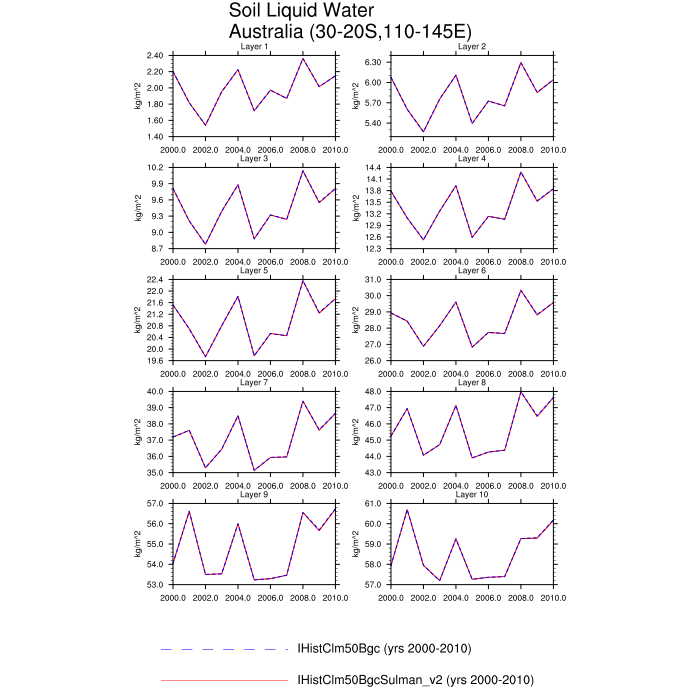 Soil Liquid Water
Australia (30-20S,110-145E)
Layer 1
2.40
2.20
2.00
1.80
1.60
1.40
kg/m^2
2000.0 2002.0 2004.0 2006.0 2008.0 2010.0
Layer 2
6.30
6.00
5.70
5.40
kg/m^2
2000.0 2002.0 2004.0 2006.0 2008.0 2010.0
Layer 3
10.2
9.9
9.6
9.3
9.0
8.7
kg/m^2
2000.0 2002.0 2004.0 2006.0 2008.0 2010.0
Layer 4
14.4
14.1
13.8
13.5
13.2
12.9
12.6
12.3
kg/m^2
2000.0 2002.0 2004.0 2006.0 2008.0 2010.0
Layer 5
22.4
22.0
21.6
21.2
20.8
20.4
20.0
19.6
kg/m^2
2000.0 2002.0 2004.0 2006.0 2008.0 2010.0
Layer 6
31.0
30.0
29.0
28.0
27.0
26.0
kg/m^2
2000.0 2002.0 2004.0 2006.0 2008.0 2010.0
Layer 7
40.0
39.0
38.0
37.0
36.0
35.0
kg/m^2
2000.0 2002.0 2004.0 2006.0 2008.0 2010.0
Layer 8
48.0
47.0
46.0
45.0
44.0
43.0
kg/m^2
2000.0 2002.0 2004.0 2006.0 2008.0 2010.0
Layer 9
57.0
56.0
55.0
54.0
53.0
kg/m^2
2000.0 2002.0 2004.0 2006.0 2008.0 2010.0
Layer 10
61.0
60.0
59.0
58.0
57.0
kg/m^2
2000.0 2002.0 2004.0 2006.0 2008.0 2010.0
IHistClm50Bgc (yrs 2000-2010)
IHistClm50BgcSulman_v2 (yrs 2000-2010)